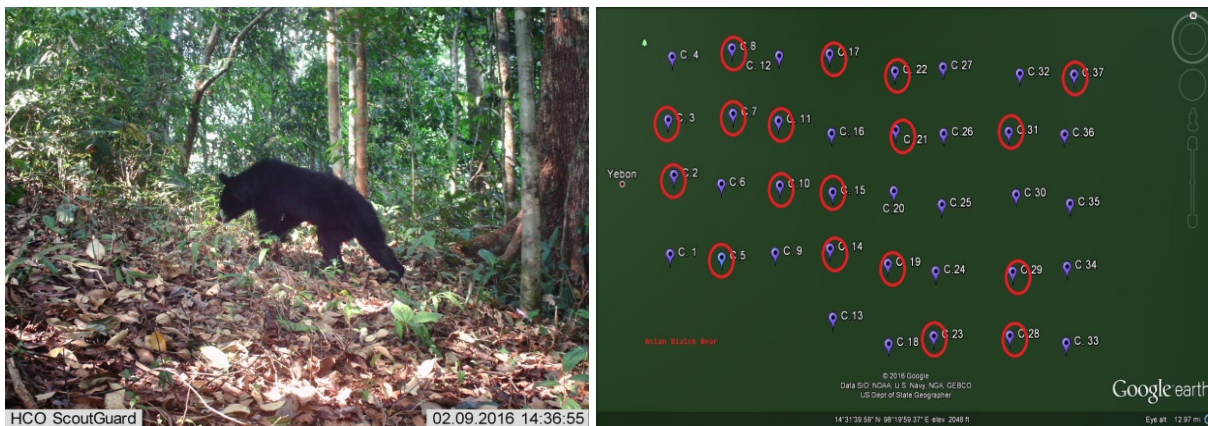 HCO ScoutGuard
02.09.2016 14:36:55
C. 4
C. 8
C. 12
C. 17
C. 22
C. 27
C. 32
C. 37
C. 3
C. 7
C. 11
C. 16
C. 21
C. 26
C. 31
C. 36
Yebon
C. 2
C. 6
C. 10
C. 15
C. 20
C. 25
C. 30
C. 35
C. 1
C. 5
C. 9
C. 14
C. 19
C. 24
C. 29
C. 34
C. 13
C. 18
C. 23
C. 28
C. 33
Asian Blalck Bear
© 2016 Google
Data SIO, NOAA, U.S. Navy, NGA, GEBCO
US Dept of State Geographer
Google earth
14°31'39.59" N 98°19'59.37" E elev 2048 ft
Eye alt 12.97 mi
N